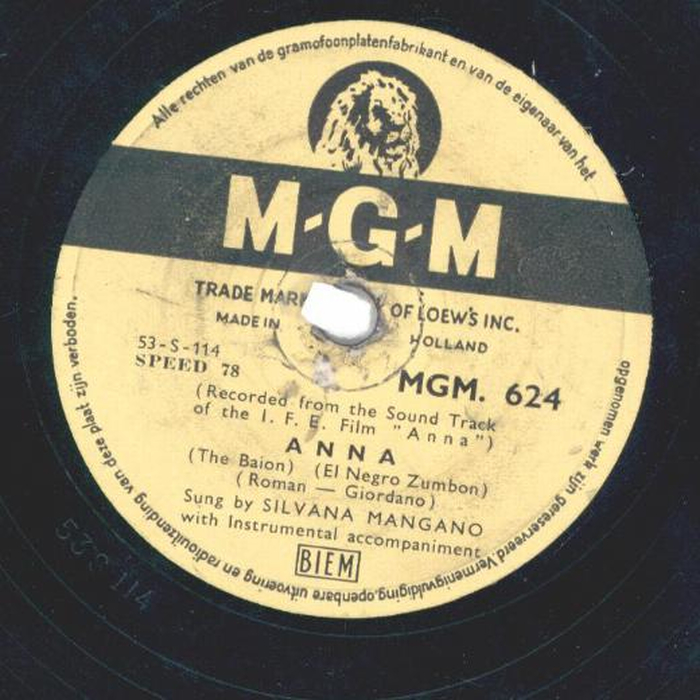 Alle rechten van de gramofoonplatenfabrikant en van de eigenaar van het opgenomen werk zijn gereserveerd. Vermenigvuldiging, openbare uitvoering en radiouitzending van deze plaat zijn verboden.
M-G-M
TRADE MARK OF LOEW'S INC.
MADE IN HOLLAND
53-S-114
SPEED 78
MGM. 624
(Recorded from the Sound Track
of the I. F. E. Film "Anna")
ANNA
(The Baion) (El Negro Zumbon)
(Roman — Giordano)
Sung by SILVANA MANGANO
with Instrumental accompaniment
BIEM
53 S 114